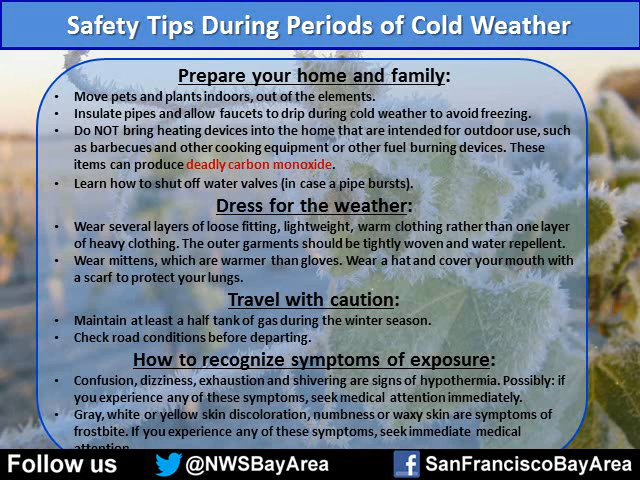 Safety Tips During Periods of Cold Weather
Prepare your home and family:
• Move pets and plants indoors, out of the elements.
• Insulate pipes and allow faucets to drip during cold weather to avoid freezing.
• Do NOT bring heating devices into the home that are intended for outdoor use, such
as barbecues and other cooking equipment or other fuel burning devices. These
items can produce deadly carbon monoxide.
• Learn how to shut off water valves (in case a pipe bursts).
Dress for the weather:
• Wear several layers of loose fitting, lightweight, warm clothing rather than one layer
of heavy clothing. The outer garments should be tightly woven and water repellent.
• Wear mittens, which are warmer than gloves. Wear a hat and cover your mouth with
a scarf to protect your lungs.
Travel with caution:
• Maintain at least a half tank of gas during the winter season.
• Check road conditions before departing.
How to recognize symptoms of exposure:
• Confusion, dizziness, exhaustion and shivering are signs of hypothermia. Possibly: if
you experience any of these symptoms, seek medical attention immediately.
• Gray, white or yellow skin discoloration, numbness or waxy skin are symptoms of
frostbite. If you experience any of these symptoms, seek immediate medical
attention.
Follow us @NWSBayArea SanFranciscoBayArea